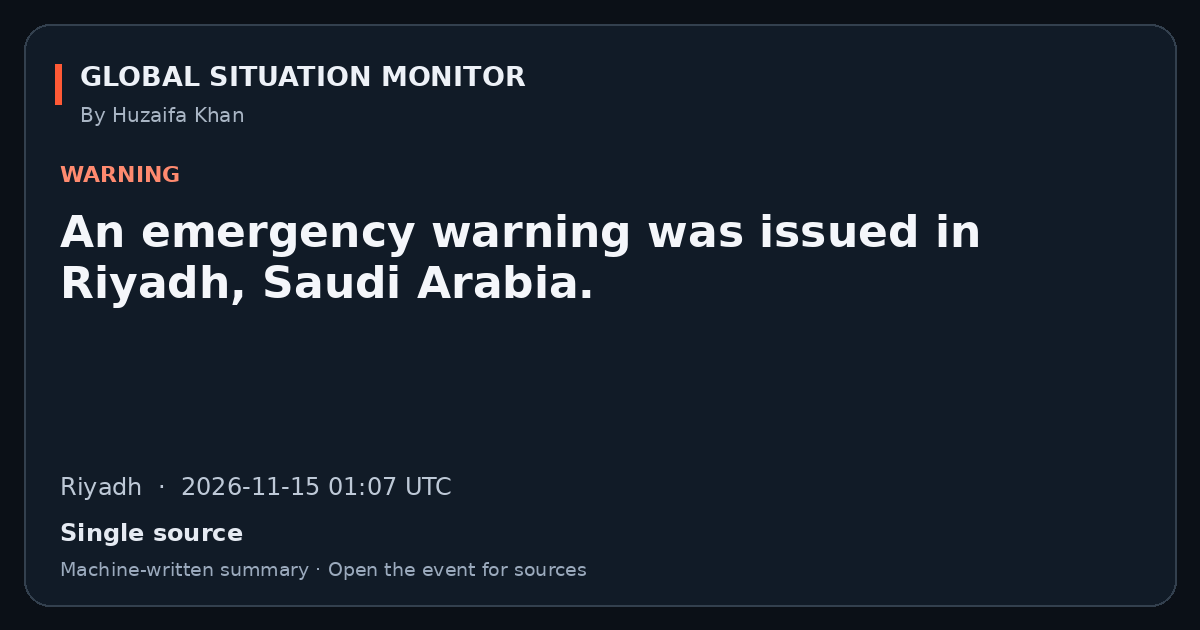 GLOBAL SITUATION MONITOR
By Huzaifa Khan
WARNING
An emergency warning was issued in
Riyadh, Saudi Arabia.
Riyadh · 2026-11-15 01:07 UTC
Single source
Machine-written summary · Open the event for sources